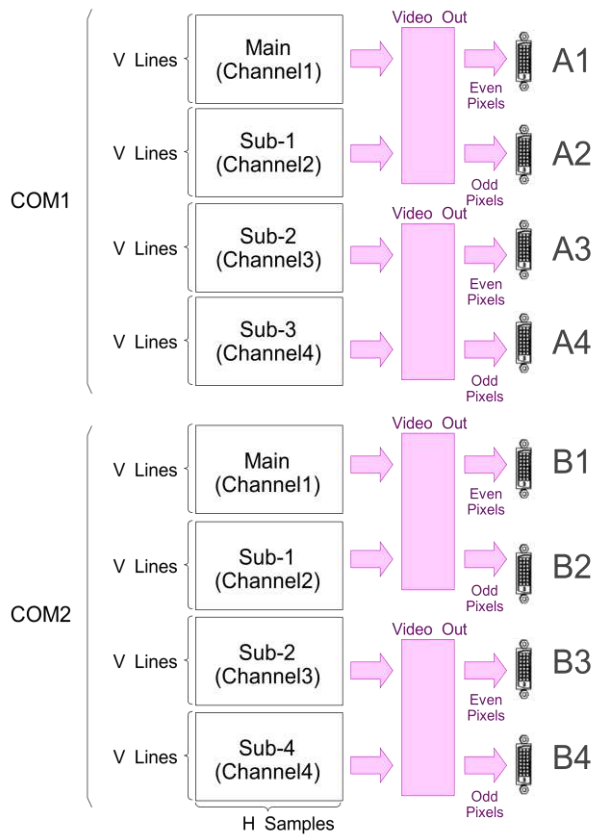 Video Out
V Lines
Main
(Channel1)
Even
Pixels
A1
V Lines
Sub-1
(Channel2)
Odd
Pixels
A2
COM1
Video Out
V Lines
Sub-2
(Channel3)
Even
Pixels
A3
V Lines
Sub-3
(Channel4)
Odd
Pixels
A4
Video Out
V Lines
Main
(Channel1)
Even
Pixels
B1
V Lines
Sub-1
(Channel2)
Odd
Pixels
B2
COM2
Video Out
V Lines
Sub-2
(Channel3)
Even
Pixels
B3
V Lines
Sub-4
(Channel4)
Odd
Pixels
B4
H Samples